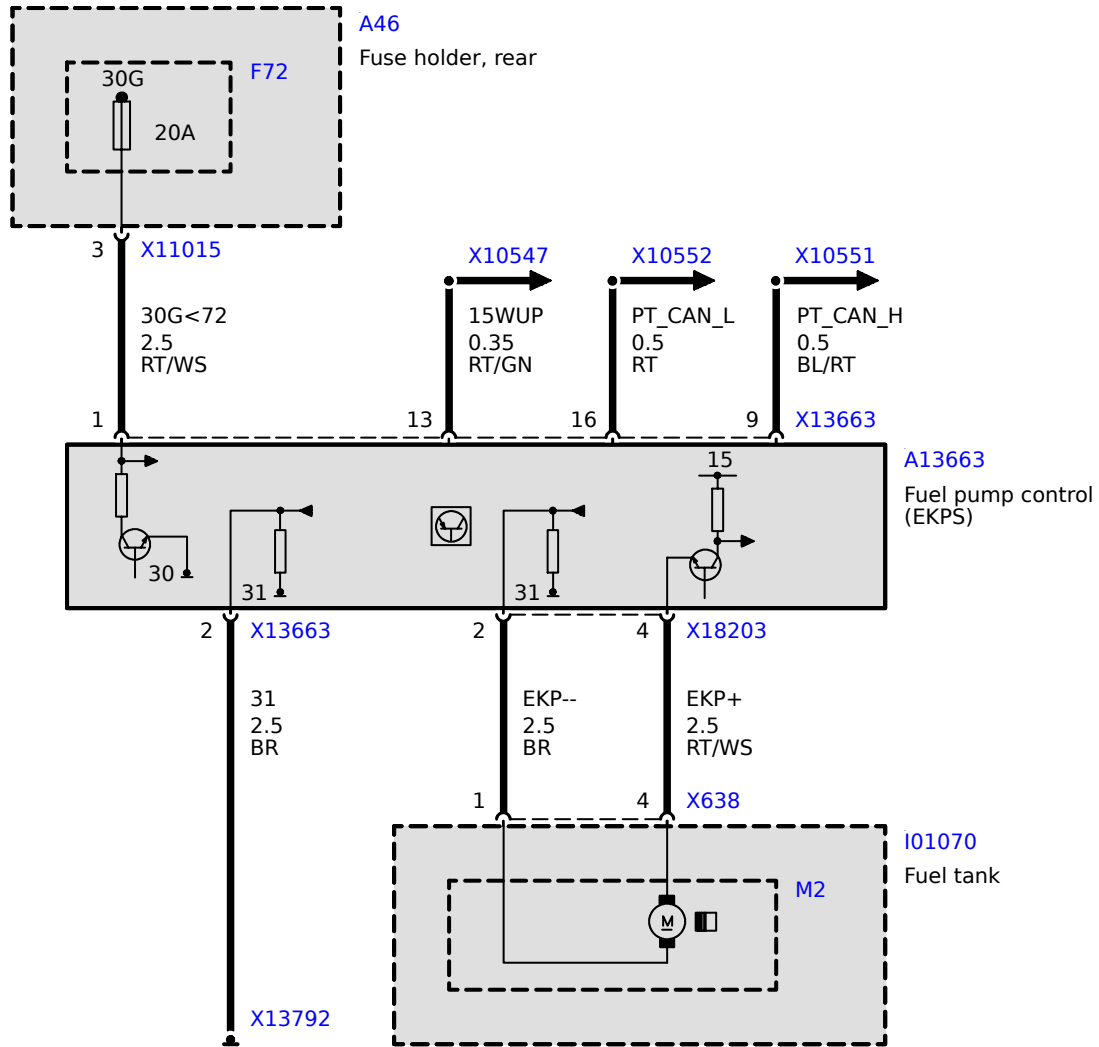 A46
Fuse holder, rear
F72
30G
20A
3 X11015
X10547
X10552
X10551
30G<72
2.5
RT/WS
15WUP
0.35
RT/GN
PT_CAN_L
0.5
RT
PT_CAN_H
0.5
BL/RT
1
13
16
9 X13663
A13663
Fuel pump control
(EKPS)
15
30
31
31
2 X13663
2
4 X18203
31
2.5
BR
EKP--
2.5
BR
EKP+
2.5
RT/WS
1
4 X638
I01070
Fuel tank
M2
M
X13792